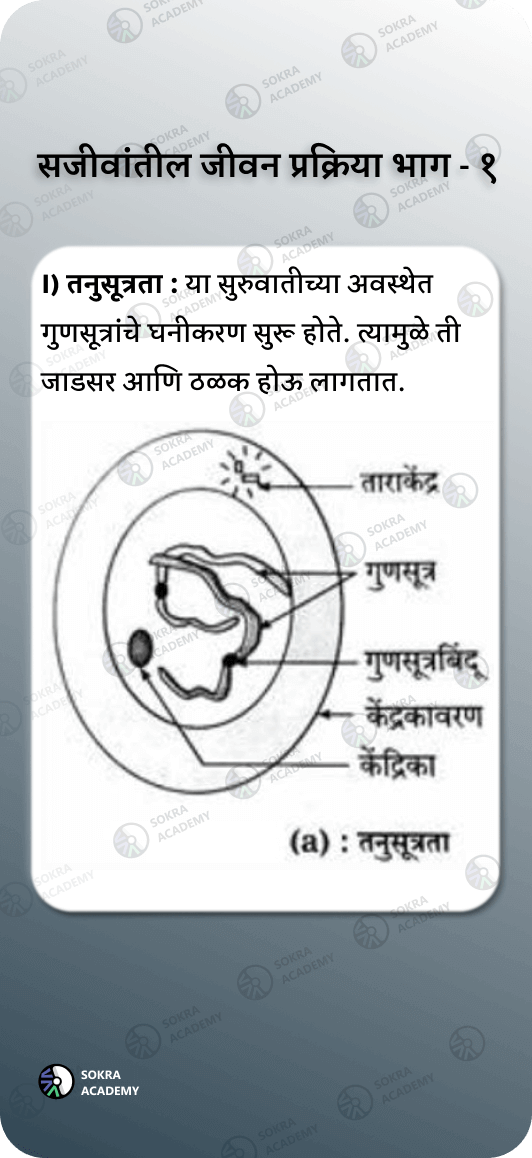 सजीवांतील जीवन प्रक्रिया भाग - १
I) तनुसूत्रता : या सुरुवातीच्या अवस्थेत
गुणसूत्रांचे घनीकरण सुरू होते. त्यामुळे ती
जाडसर आणि ठळक होऊ लागतात.
ताराकेंद्र
गुणसूत्र
गुणसूत्रबिंदू
केंद्रकावरण
केंद्रिका
(a) : तनुसूत्रता
SOKRA
ACADEMY